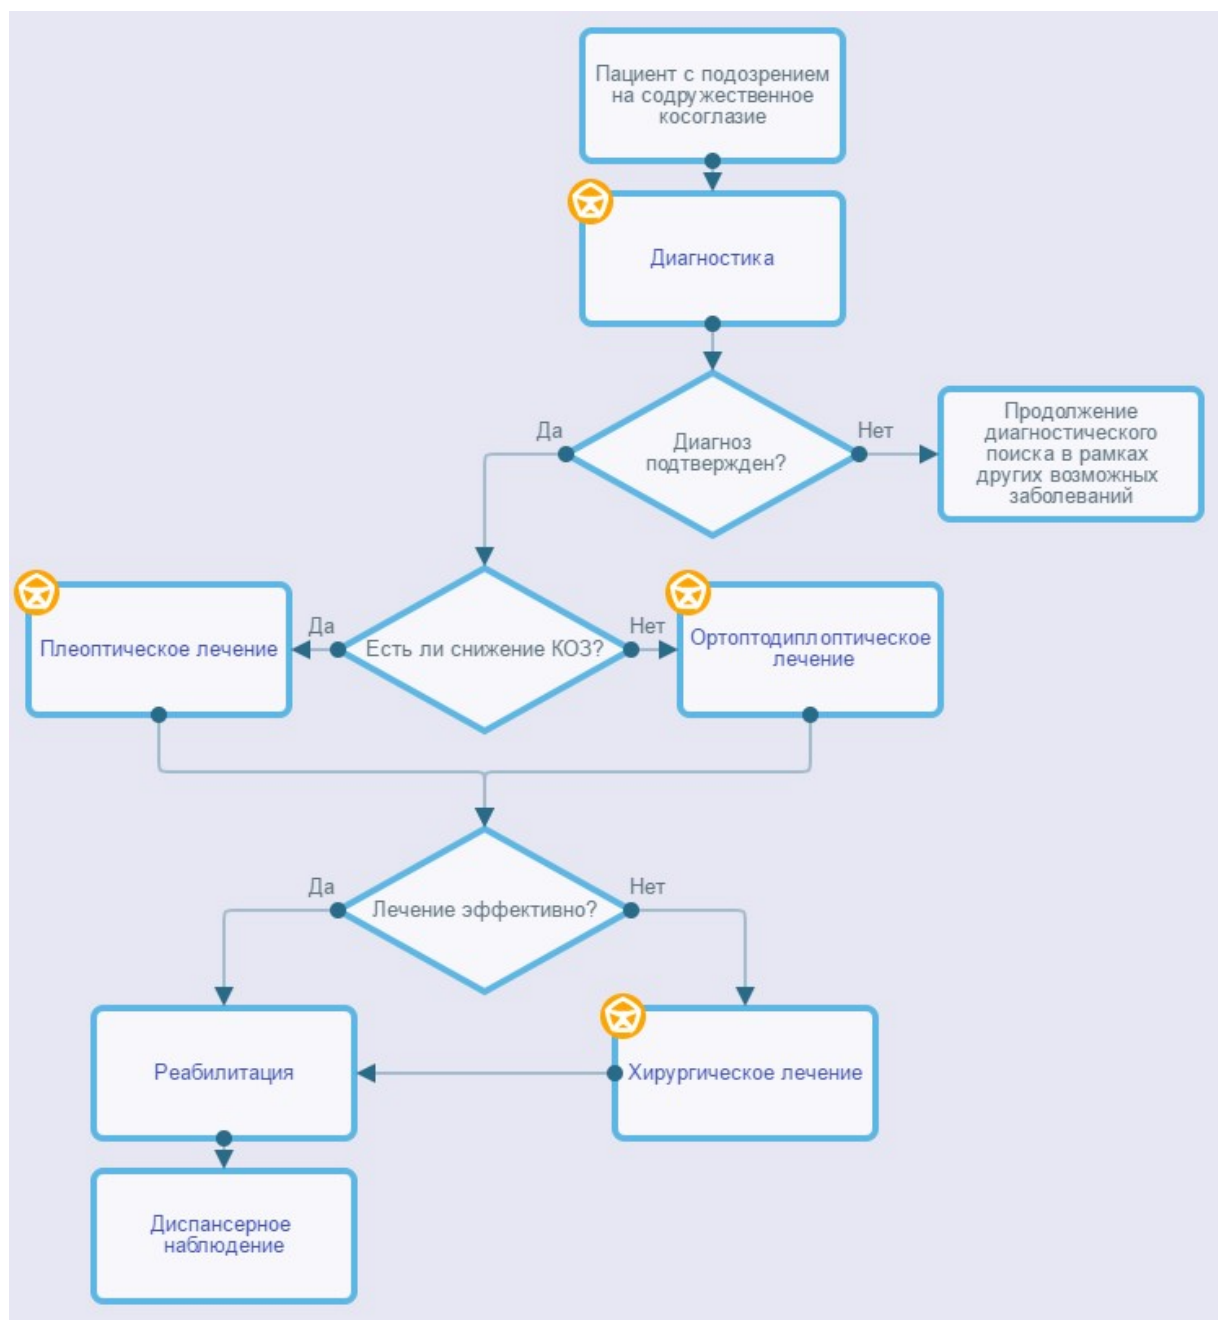 Пациент с подозрением
на содружественное
косоглазие
Диагностика
Да
Диагноз
подтвержден?
Нет
Продолжение
диагностического
поиска в рамках
других возможных
заболеваний
Плеоптическое лечение
Да
Есть ли снижение КОЗ?
Нет
Ортоптодиплоптическое
лечение
Да
Лечение эффективно?
Нет
Реабилитация
Хирургическое лечение
Диспансерное
наблюдение